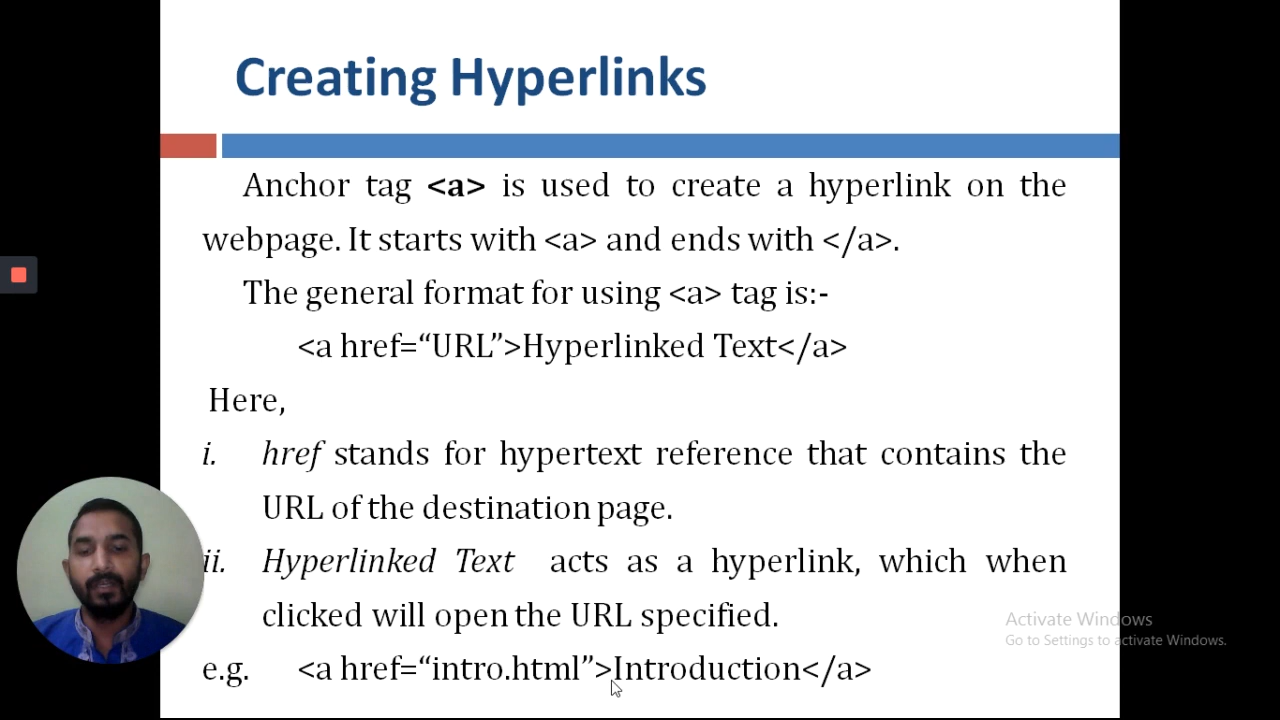 Creating Hyperlinks
Anchor tag <a> is used to create a hyperlink on the
webpage. It starts with <a> and ends with </a>.
The general format for using <a> tag is:-
<a href=“URL”>Hyperlinked Text</a>
Here,
i. href stands for hypertext reference that contains the
URL of the destination page.
ii. Hyperlinked Text acts as a hyperlink, which when
clicked will open the URL specified.
e.g. <a href=“intro.html”>Introduction</a>
Activate Windows
Go to Settings to activate Windows.